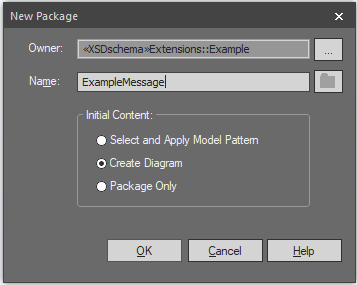 New Package
Owner: «XSDschema»Extensions::Example ...
Name: ExampleMessage
Initial Content:
Select and Apply Model Pattern
Create Diagram
Package Only
OK Cancel Help